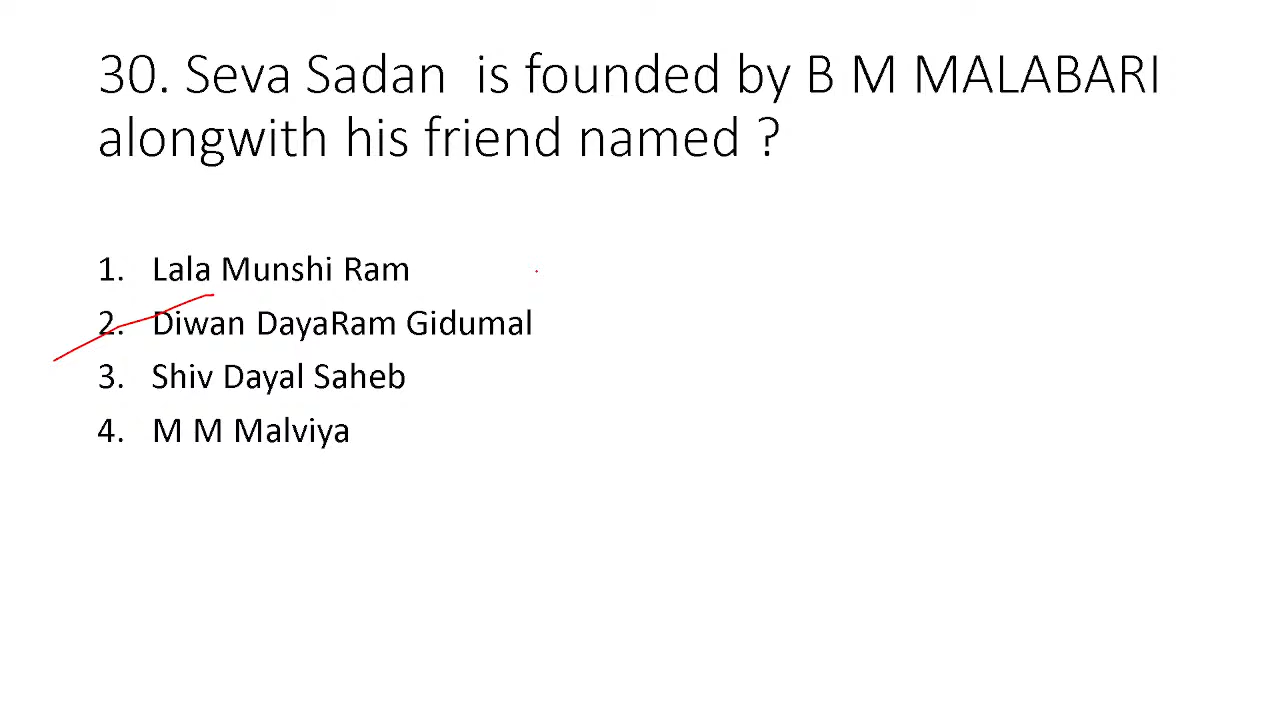 30. Seva Sadan is founded by B M MALABARI
alongwith his friend named ?
1. Lala Munshi Ram
2. Diwan DayaRam Gidumal
3. Shiv Dayal Saheb
4. M M Malviya